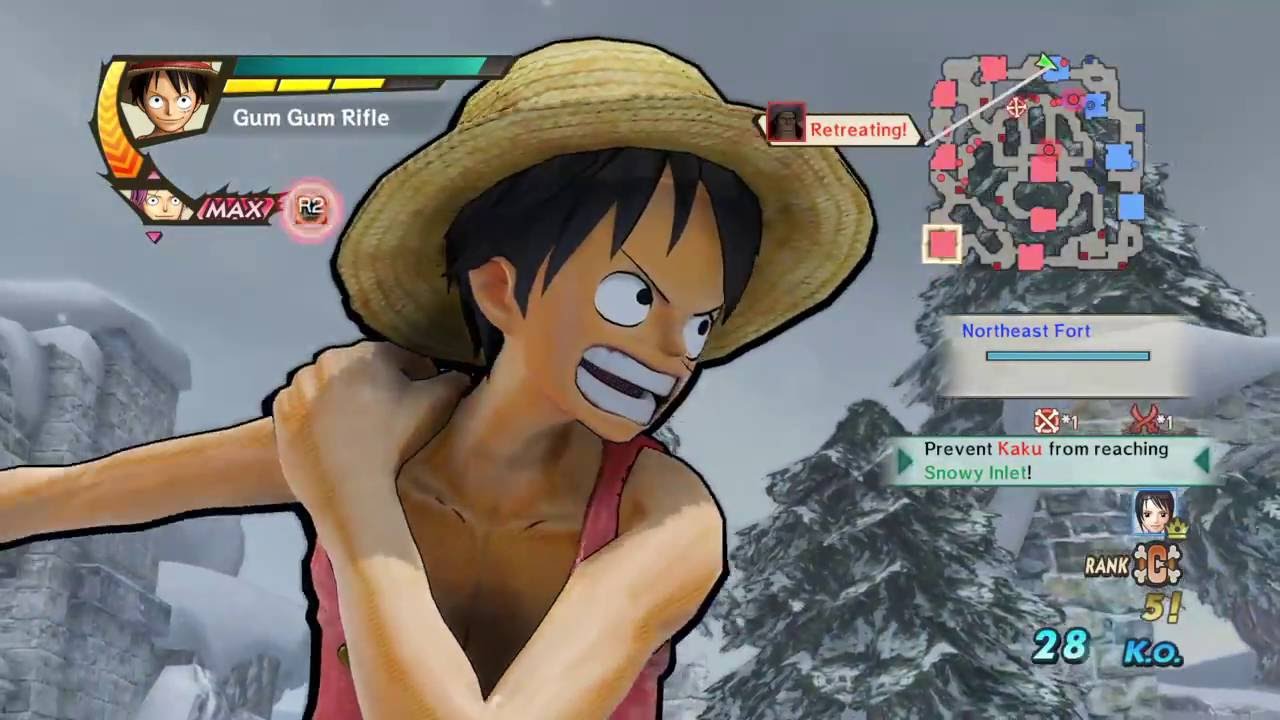 Gum Gum Rifle
MAX
R2
Retreating!
Northeast Fort
*1
*1
Prevent Kaku from reaching
Snowy Inlet!
RANK C
5!
28 K.O.